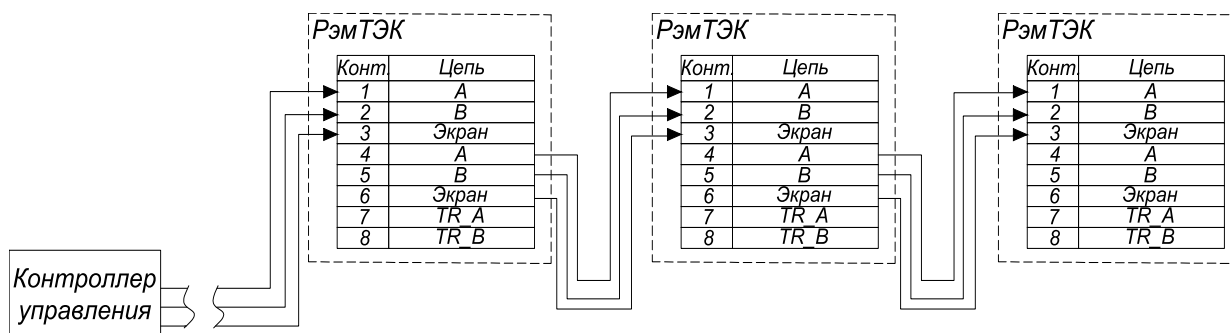 РэмТЭК
Конт. Цепь
1 А
2 В
3 Экран
4 А
5 В
6 Экран
7 TR_A
8 TR_B
РэмТЭК
Конт. Цепь
1 А
2 В
3 Экран
4 А
5 В
6 Экран
7 TR_A
8 TR_B
РэмТЭК
Конт. Цепь
1 А
2 В
3 Экран
4 А
5 В
6 Экран
7 TR_A
8 TR_B
Контроллер
управления